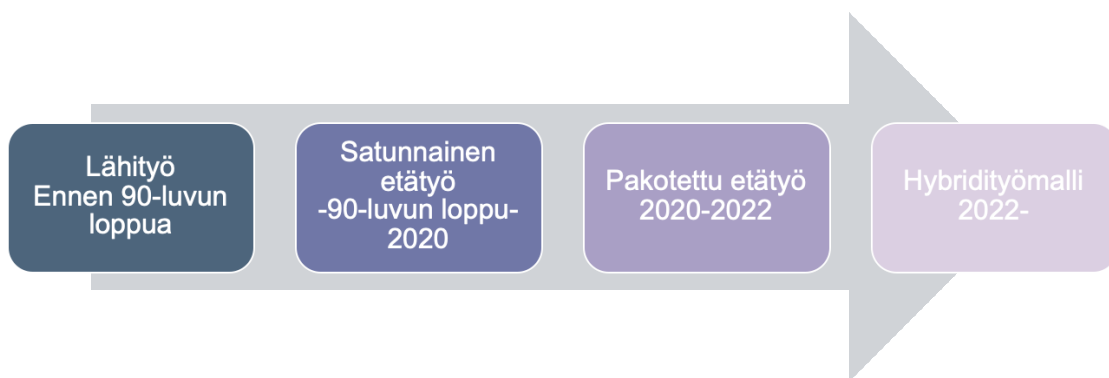 Lähityö
Ennen 90-luvun
loppua
Satunnainen
etätyö
-90-luvun loppu-
2020
Pakotettu etätyö
2020-2022
Hybridityömalli
2022-